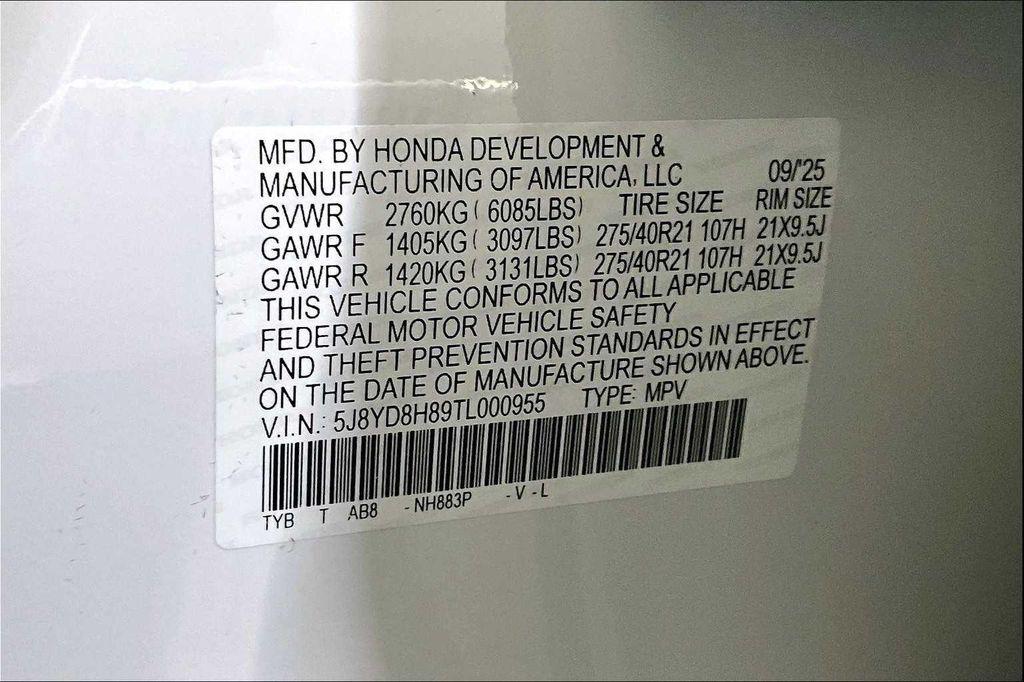 MFD. BY HONDA DEVELOPMENT &
MANUFACTURING OF AMERICA, LLC 09/'25
GVWR 2760KG ( 6085LBS) TIRE SIZE RIM SIZE
GAWR F 1405KG ( 3097LBS) 275/40R21 107H 21X9.5J
GAWR R 1420KG ( 3131LBS) 275/40R21 107H 21X9.5J
THIS VEHICLE CONFORMS TO ALL APPLICABLE
FEDERAL MOTOR VEHICLE SAFETY
AND THEFT PREVENTION STANDARDS IN EFFECT
ON THE DATE OF MANUFACTURE SHOWN ABOVE.
V.I.N.: 5J8YD8H89TL000955 TYPE: MPV
TYB T AB8 - NH883P - V - L